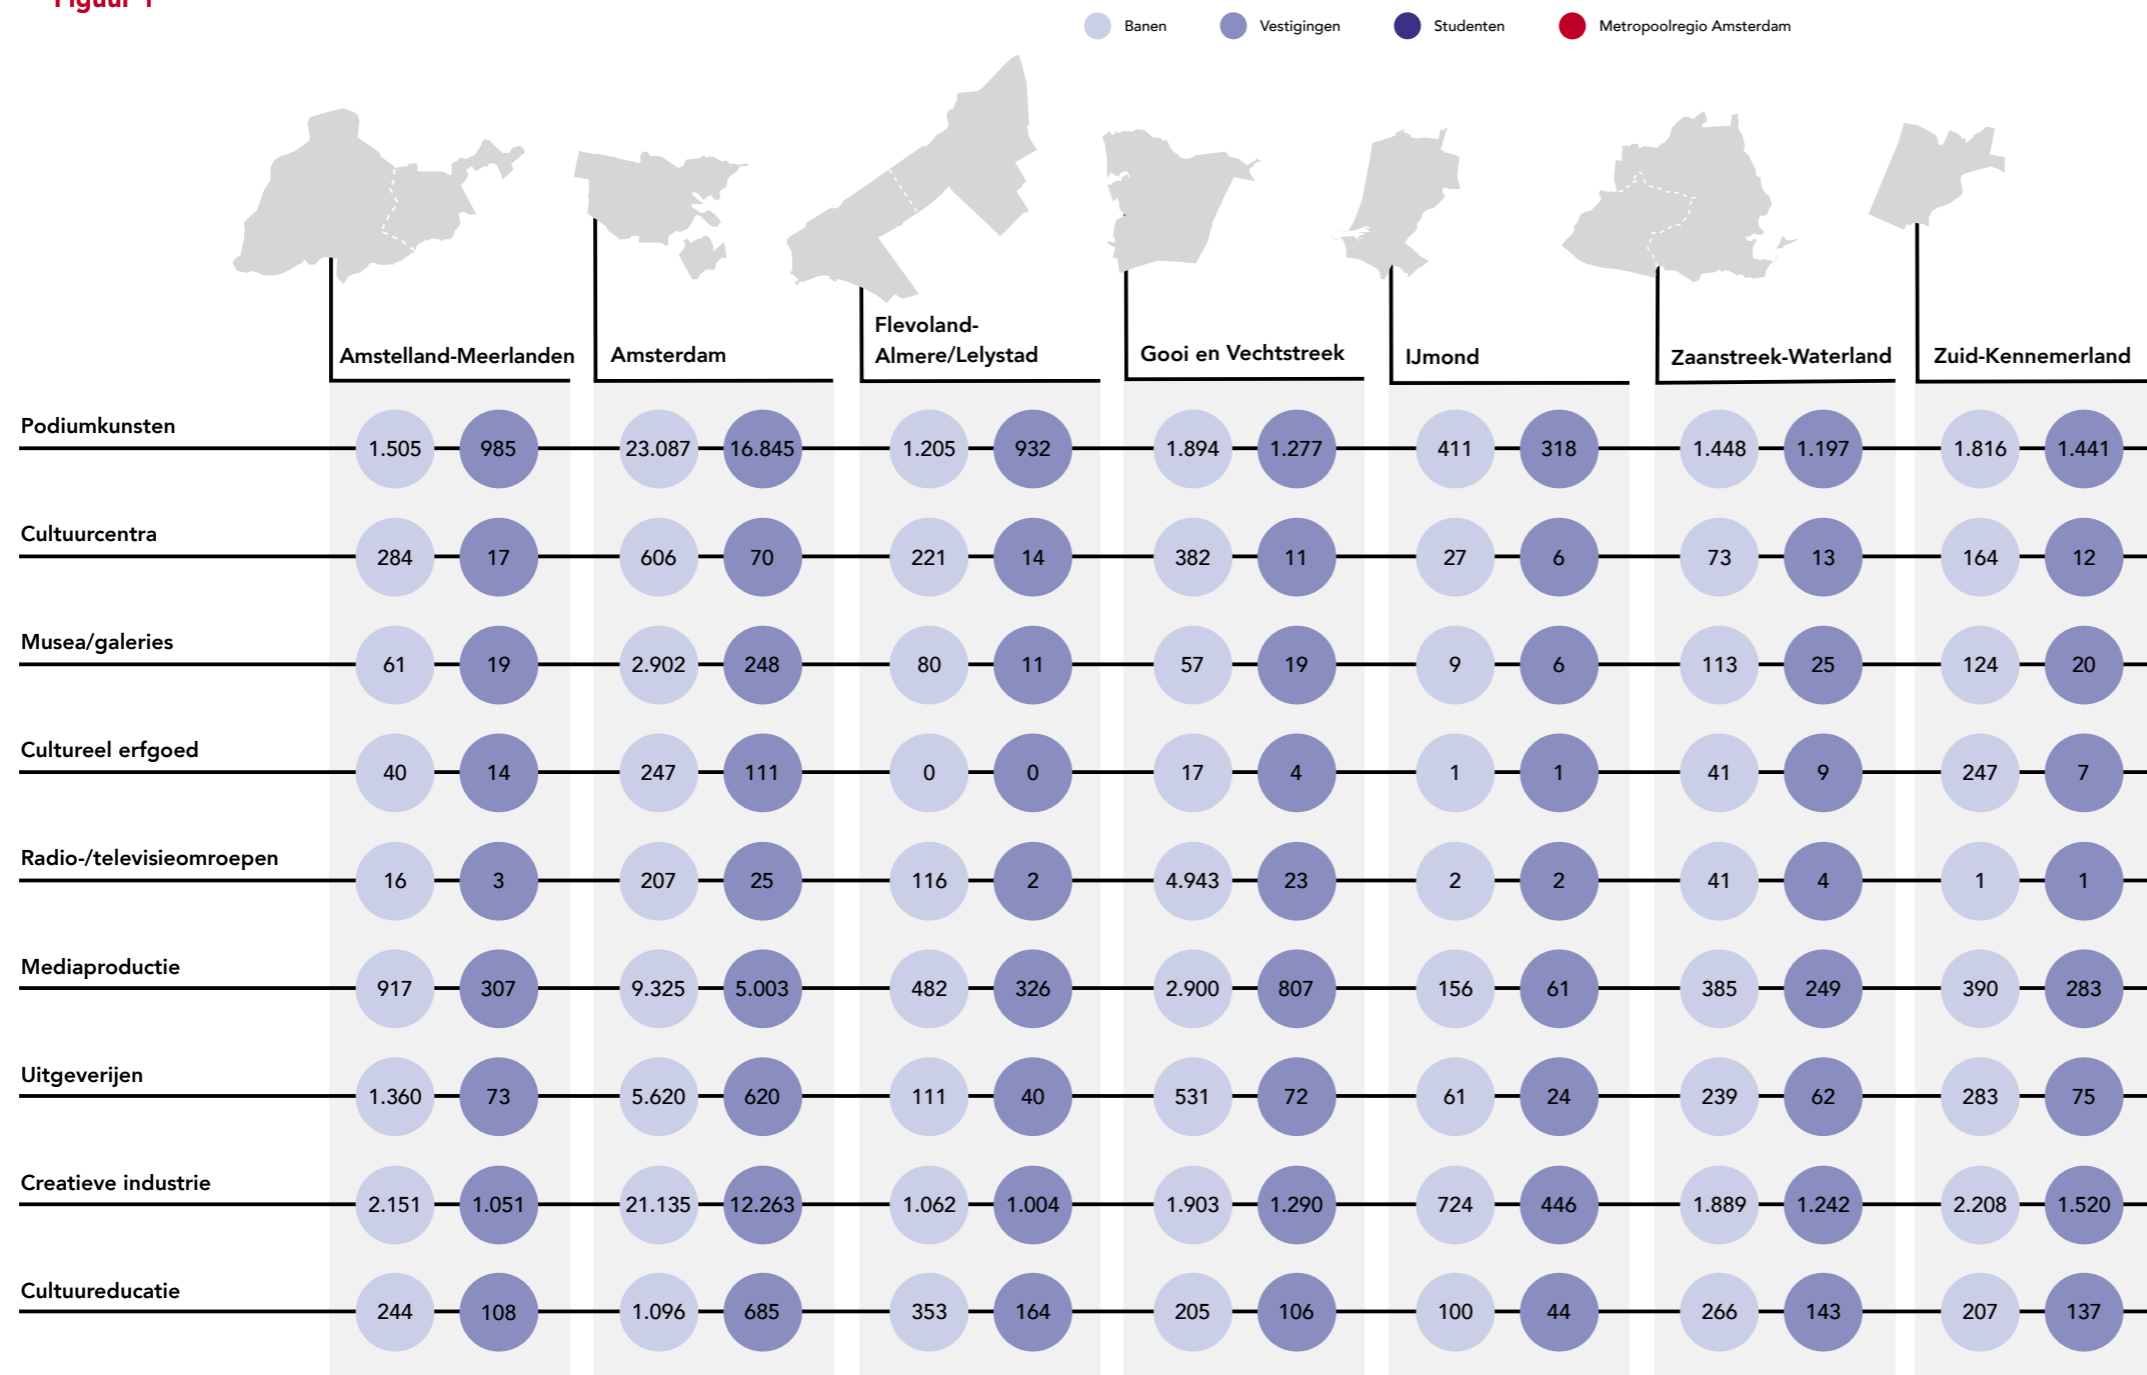 Figuur 1
Banen Vestigingen Studenten Metropoolregio Amsterdam
Flevoland-
Amstelland-Meerlanden Amsterdam Almere/Lelystad Gooi en Vechtstreek IJmond Zaanstreek-Waterland Zuid-Kennemerland
Podiumkunsten
1.505 985 23.087 16.845 1.205 932 1.894 1.277 411 318 1.448 1.197 1.816 1.441
Cultuurcentra
284 17 606 70 221 14 382 11 27 6 73 13 164 12
Musea/galeries
61 19 2.902 248 80 11 57 19 9 6 113 25 124 20
Cultureel erfgoed
40 14 247 111 0 0 17 4 1 1 41 9 247 7
Radio-/televisieomroepen
16 3 207 25 116 2 4.943 23 2 2 41 4 1 1
Mediaproductie
917 307 9.325 5.003 482 326 2.900 807 156 61 385 249 390 283
Uitgeverijen
1.360 73 5.620 620 111 40 531 72 61 24 239 62 283 75
Creatieve industrie
2.151 1.051 21.135 12.263 1.062 1.004 1.903 1.290 724 446 1.889 1.242 2.208 1.520
Cultuureducatie
244 108 1.096 685 353 164 205 106 100 44 266 143 207 137